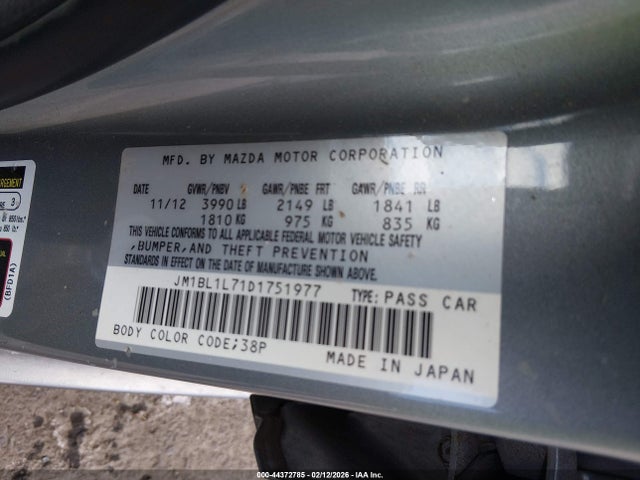 MFD. BY MAZDA MOTOR CORPORATION
DATE GVWR/PNBV GAWR/PNBE FRT GAWR/PNBE RR
11/12 3990 LB 2149 LB 1841 LB
1810 KG 975 KG 835 KG
THIS VEHICLE CONFORMS TO ALL APPLICABLE FEDERAL MOTOR VEHICLE SAFETY
,BUMPER,AND THEFT PREVENTION
STANDARDS IN EFFECT ON THE DATE OF MANUFACTURE SHOWN ABOVE.
JM1BL1L71D1751977 TYPE: PASS CAR
BODY COLOR CODE;38P
MADE IN JAPAN
3
(BFD1A)
000-44372785 - 02/12/2026 - IAA Inc.